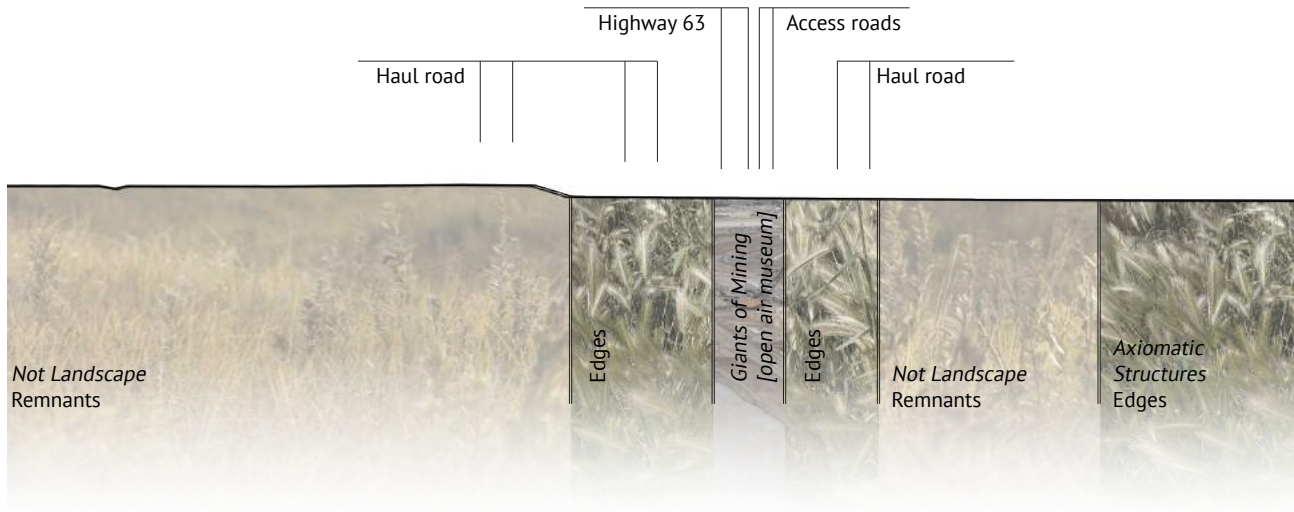 Highway 63
Access roads
Haul road
Haul road
Not Landscape
Remnants
Edges
Giants of Mining
[open air museum]
Edges
Not Landscape
Remnants
Axiomatic
Structures
Edges